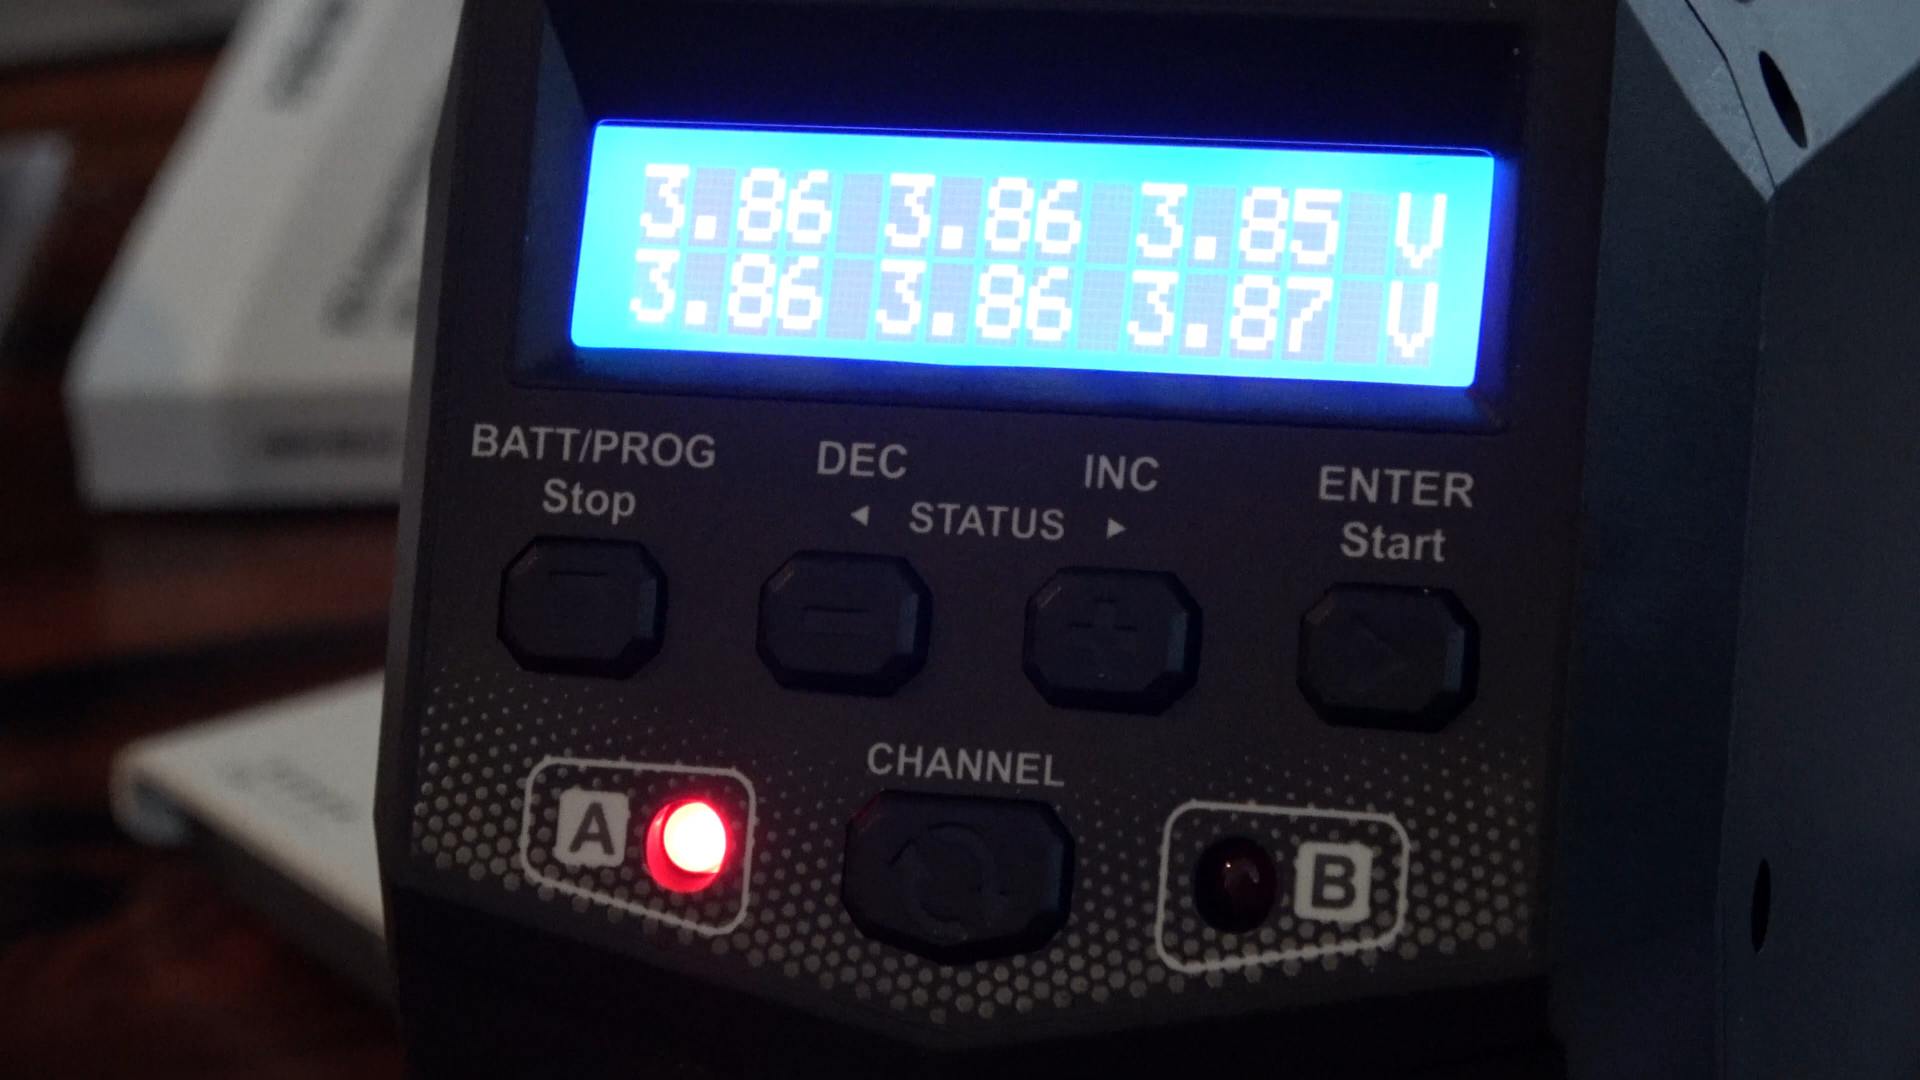 3.86 3.86 3.85 V
3.86 3.86 3.87 V
BATT/PROG
Stop
DEC
INC
◀ STATUS ▶
ENTER
Start
CHANNEL
A
B